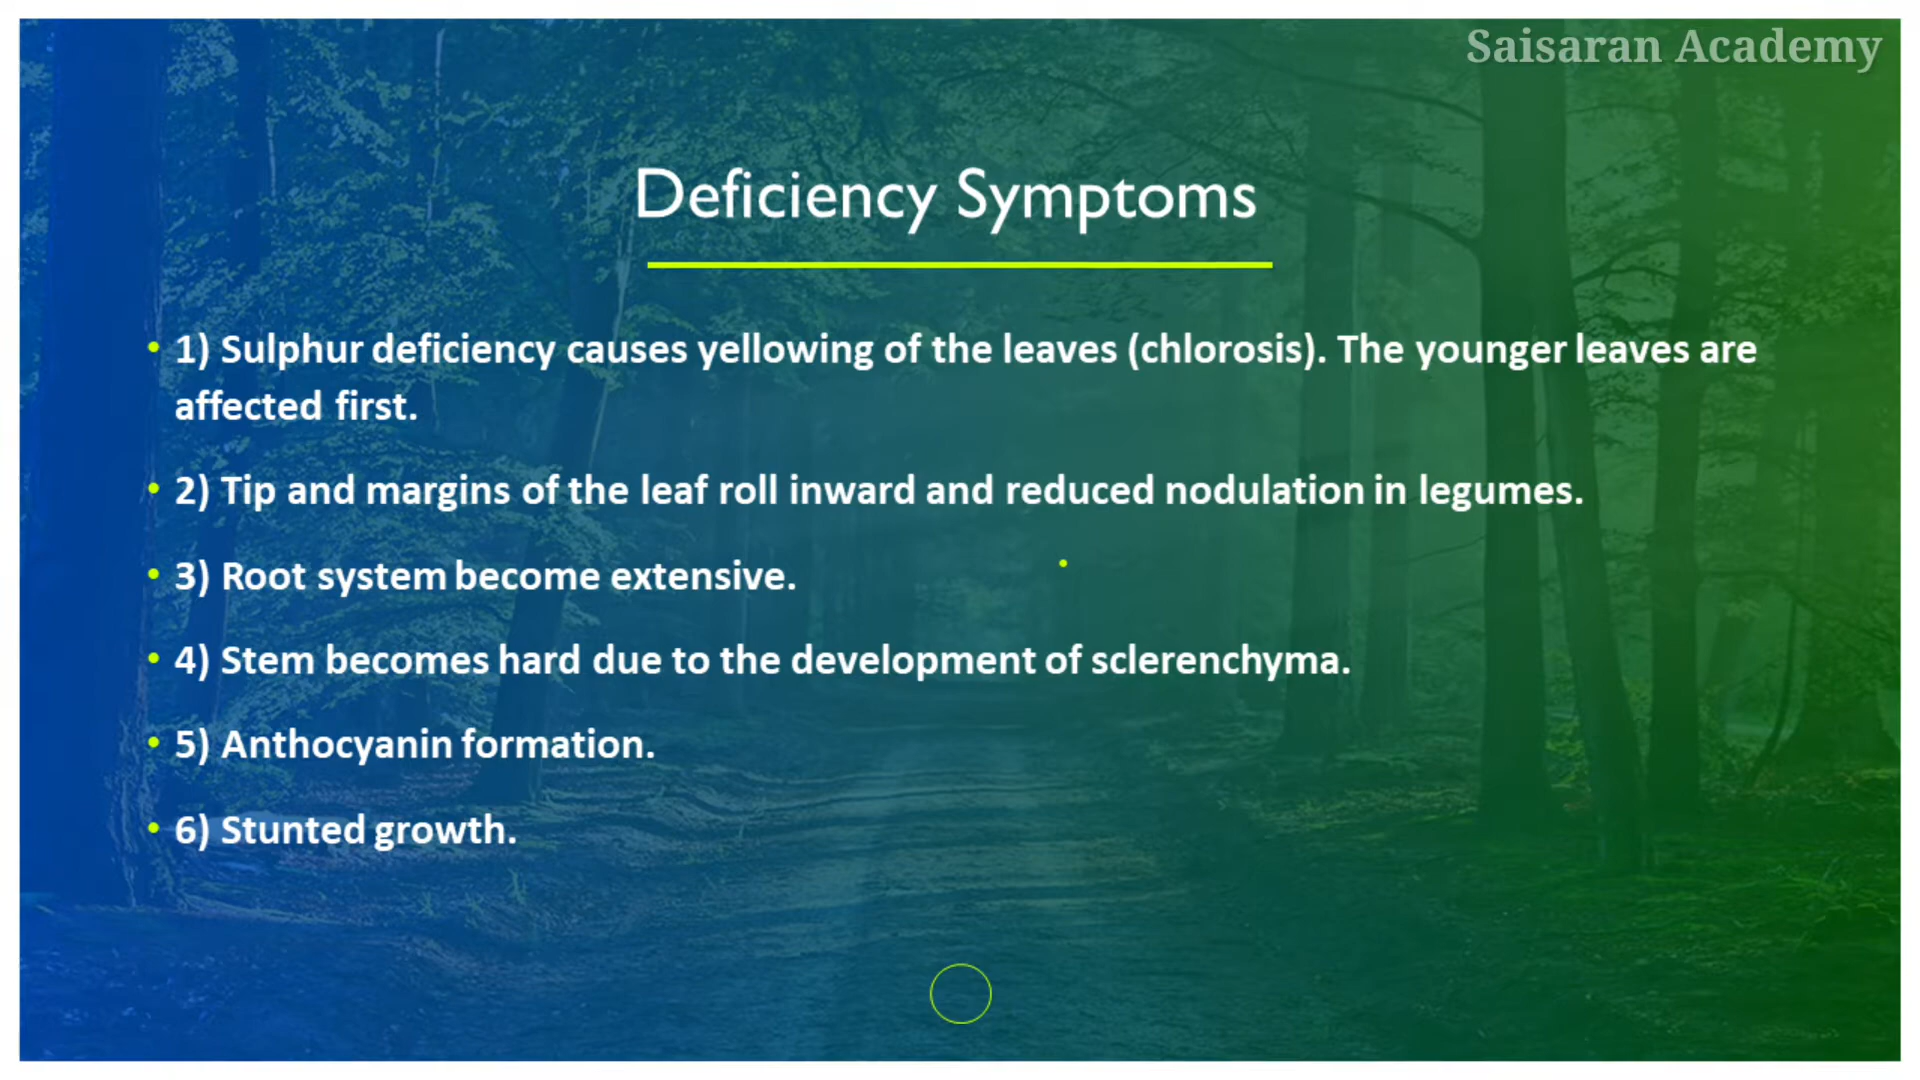 Saisaran Academy
Deficiency Symptoms
• 1) Sulphur deficiency causes yellowing of the leaves (chlorosis). The younger leaves are
affected first.
• 2) Tip and margins of the leaf roll inward and reduced nodulation in legumes.
• 3) Root system become extensive.
• 4) Stem becomes hard due to the development of sclerenchyma.
• 5) Anthocyanin formation.
• 6) Stunted growth.